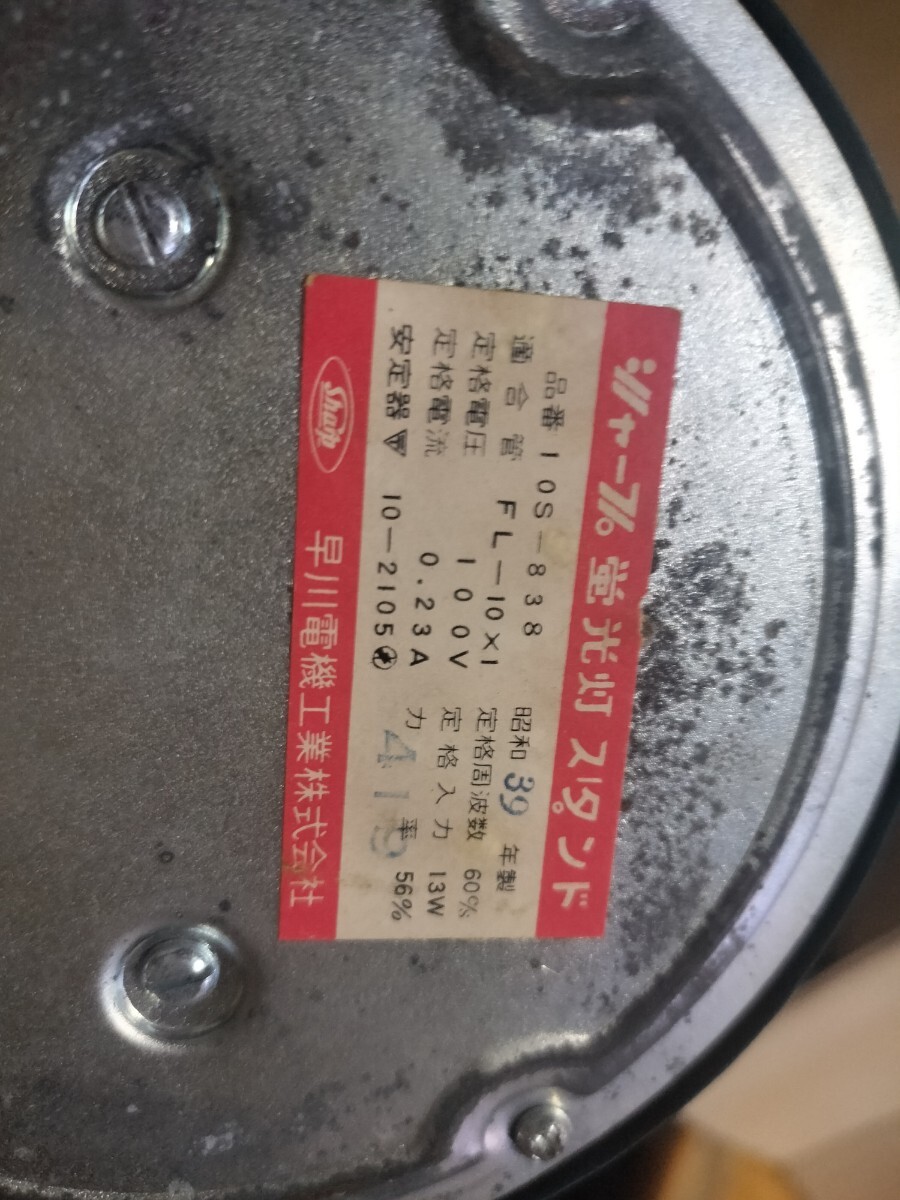 シャープ 蛍光灯 スタンド
品番 10S-838 昭和 39 年製
適合管 FL-10×1 定格周波数 60%
定格電圧 100V 定格入力 13W
定格電流 0.23A 力率 56%
安定器 10-2105 419
Sharp 早川電機工業株式会社